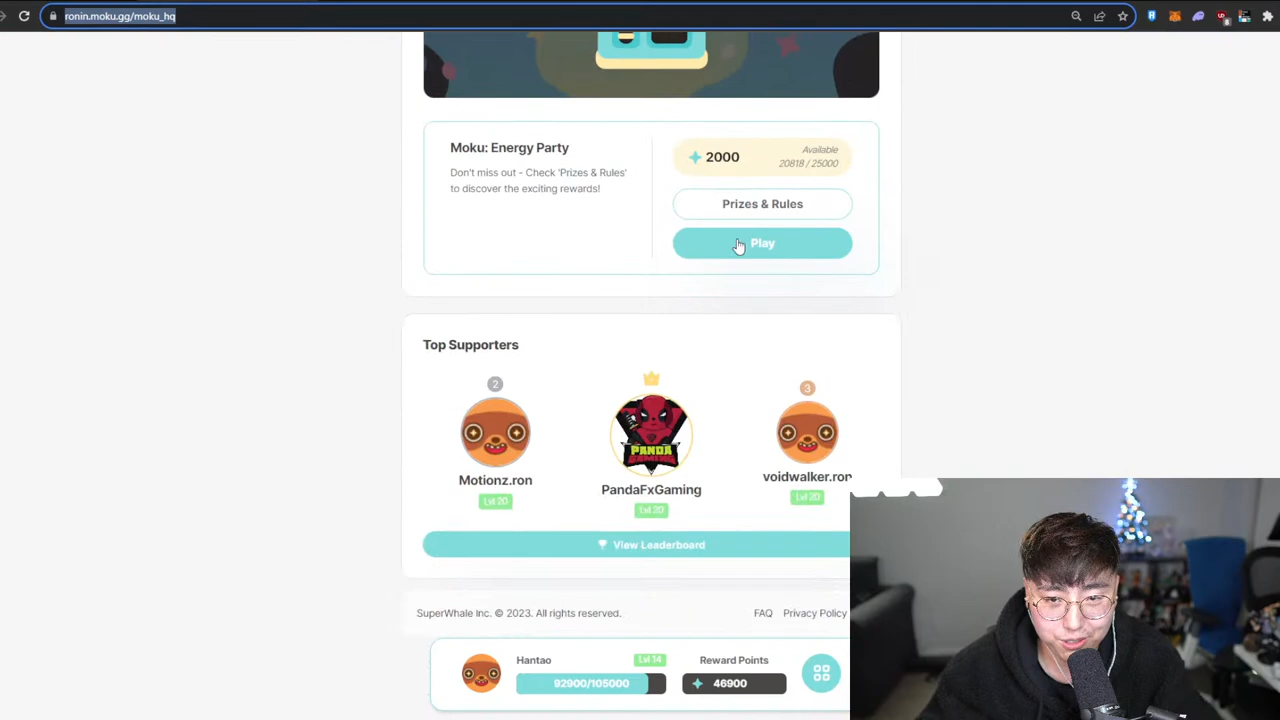 ronin.moku.gg/moku_hq
Moku: Energy Party
Don't miss out - Check 'Prizes & Rules'
to discover the exciting rewards!
2000
Available
20818 / 25000
Prizes & Rules
Play
Top Supporters
2
3
PANDA
GAMING
Motionz.ron
Lvl 20
PandaFxGaming
Lvl 20
voidwalker.ron
Lvl 20
View Leaderboard
SuperWhale Inc. © 2023. All rights reserved.
FAQ
Privacy Policy
Hantao
Lvl 14
92900/105000
Reward Points
46900